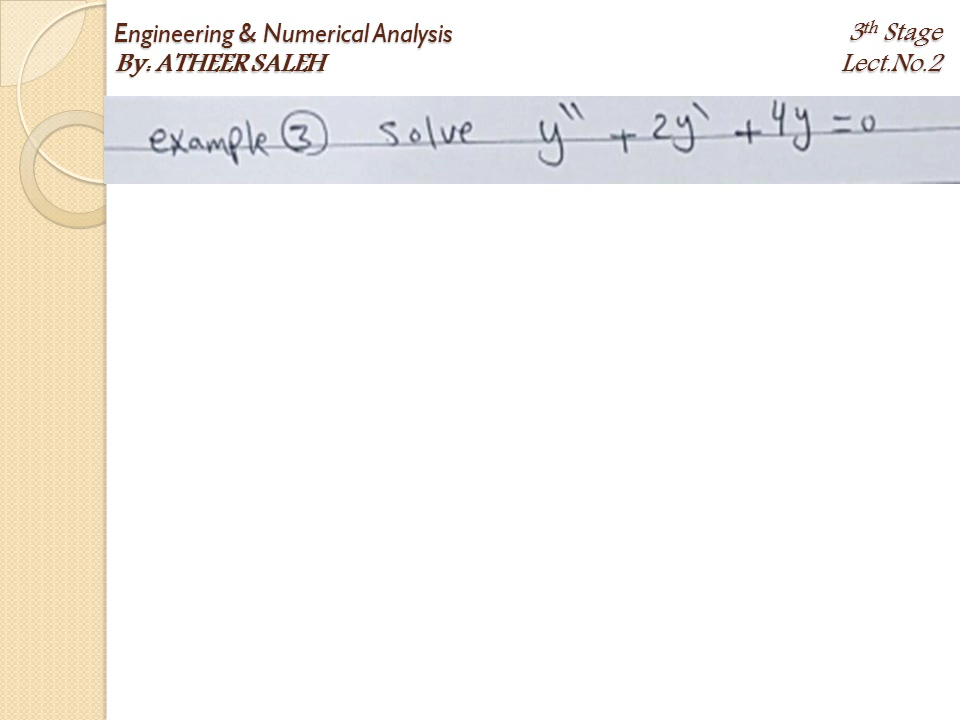 Engineering & Numerical Analysis
By: ATHEER SALEH
3th Stage
Lect.No.2
example ③ solve y'' + 2y' + 4y = 0